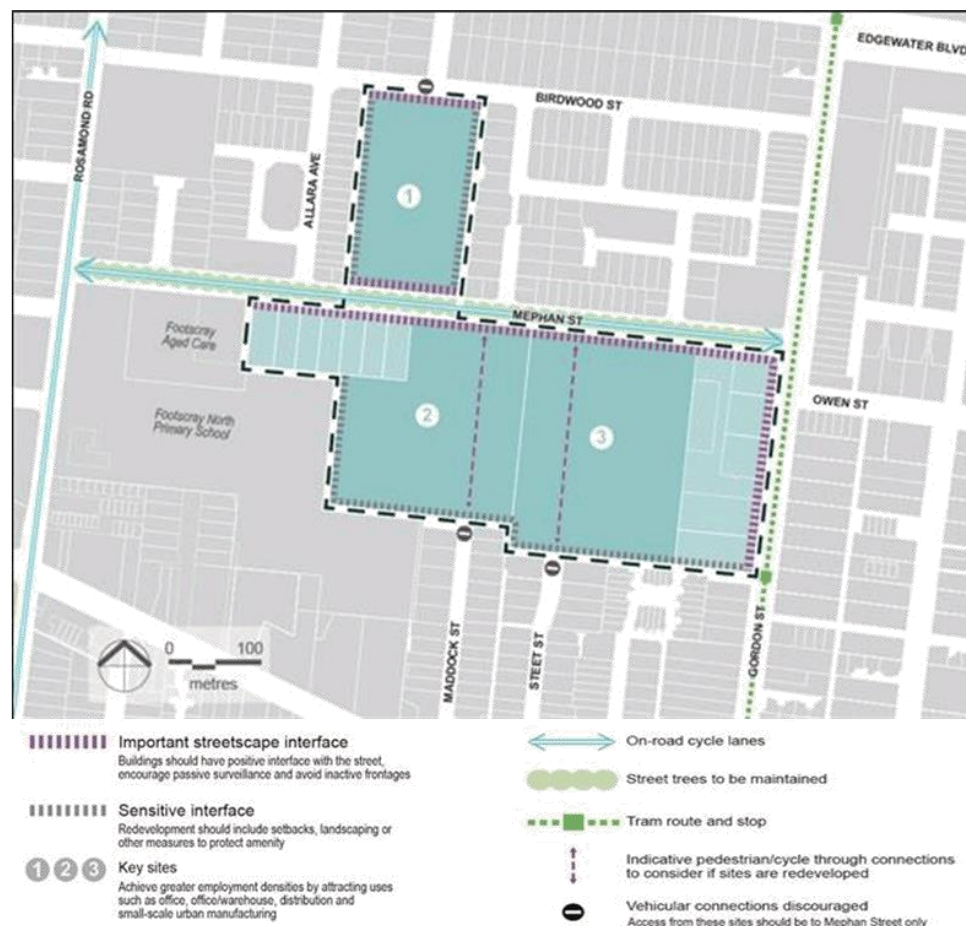 EDGEWATER BLVD
BIRDWOOD ST
ROSAMOND RD
ALLARA AVE
1
MEPHAN ST
Footscray
Aged Care
OWEN ST
2
3
Footscray North
Primary School
0 100
metres
MADDOCK ST
STEET ST
GORDON ST
Important streetscape interface
Buildings should have positive interface with the street,
encourage passive surveillance and avoid inactive frontages
Sensitive interface
Redevelopment should include setbacks, landscaping or
other measures to protect amenity
1 2 3 Key sites
Achieve greater employment densities by attracting uses
such as office, office/warehouse, distribution and
small-scale urban manufacturing
On-road cycle lanes
Street trees to be maintained
Tram route and stop
Indicative pedestrian/cycle through connections
to consider if sites are redeveloped
Vehicular connections discouraged
Access from these sites should be to Mephan Street only